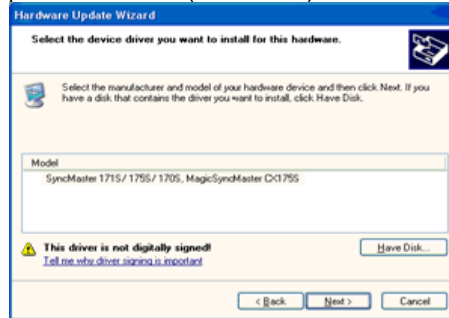 Hardware Update Wizard
Select the device driver you want to install for this hardware.
Select the manufacturer and model of your hardware device and then click Next. If you
have a disk that contains the driver you want to install, click Have Disk.
Model
SyncMaster 171S/ 175S/ 170S, MagicSyncMaster CX175S
This driver is not digitally signed!
Have Disk...
Tell me why driver signing is important
< Back
Next >
Cancel